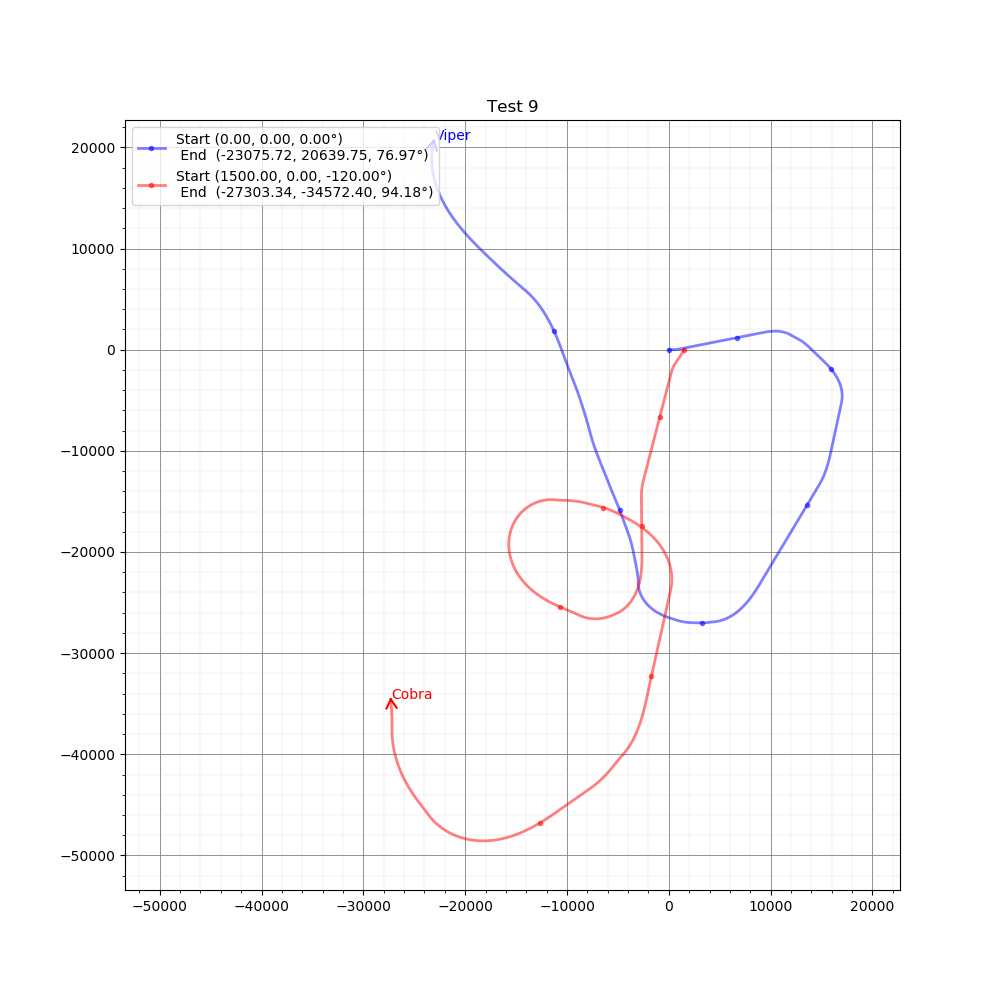 Test 9
Viper
Start (0.00, 0.00, 0.00°)
End  (-23075.72, 20639.75, 76.97°)
Start (1500.00, 0.00, -120.00°)
End  (-27303.34, -34572.40, 94.18°)
20000
10000
0
−10000
−20000
−30000
−40000
−50000
Cobra
−50000 −40000 −30000 −20000 −10000 0 10000 20000